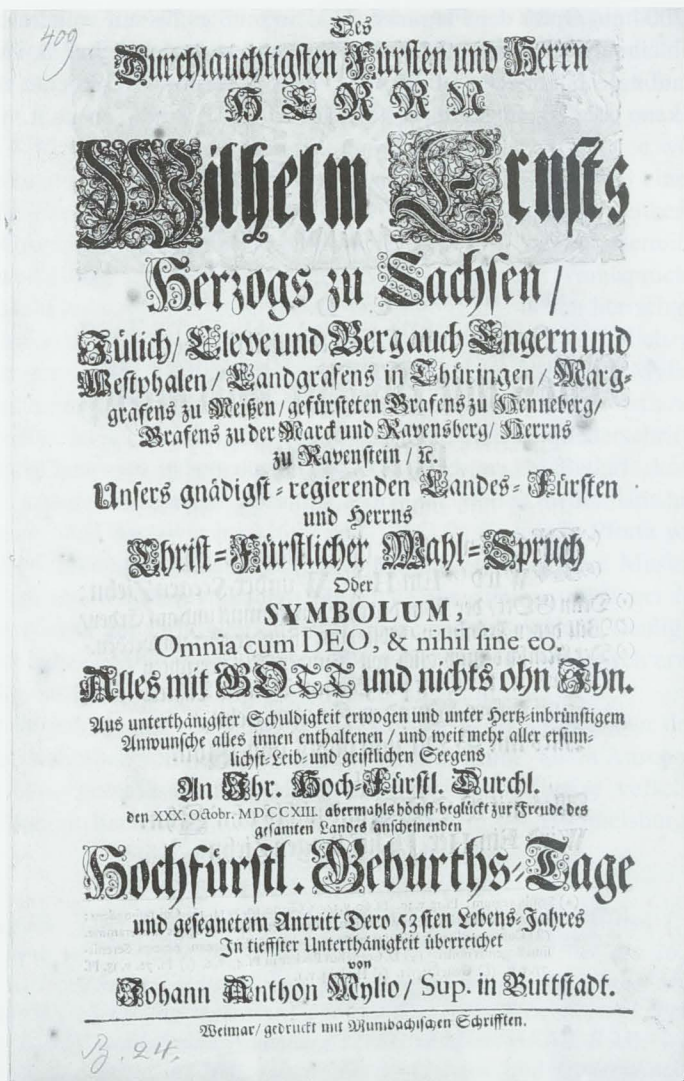 409
Des
Durchlauchtigsten Fürsten und Herrn
HERRN
Wilhelm Ernsts
Herzogs zu Sachsen /
Jülich / Cleve und Berg auch Engern und
Westphalen / Landgrafens in Thüringen / Marg-
grafens zu Meißen / gefürsteten Grafens zu Henneberg /
Grafens zu der Marck und Ravensberg / Herrns
zu Ravenstein / ꝛc.
Unsers gnädigst-regierenden Landes-Fürsten
und Herrns
Christ-Fürstlicher Wahl-Spruch
Oder
SYMBOLUM,
Omnia cum DEO, & nihil ſine eo.
Alles mit GOTT und nichts ohn Ihn.
Aus unterthänigster Schuldigkeit erwogen und unter Hertz-inbrünstigem
Anwunsche alles innen enthaltenen / und weit mehr aller ersinn-
lichst-Leib- und geistlichen Seegens
An Ihr. Hoch-Fürstl. Durchl.
den XXX. Octobr. MDCCXIII. abermahls höchst-beglückt zur Freude des
gesamten Landes anscheinenden
Hochfürstl. Geburths-Tage
und gesegnetem Antritt Dero 53sten Lebens-Jahres
In tieffster Unterthänigkeit überreichet
von
Johann Anthon Mylio / Sup. in Buttstadt.
Weimar / gedruckt mit Mumbachischen Schrifften.
B. 24.